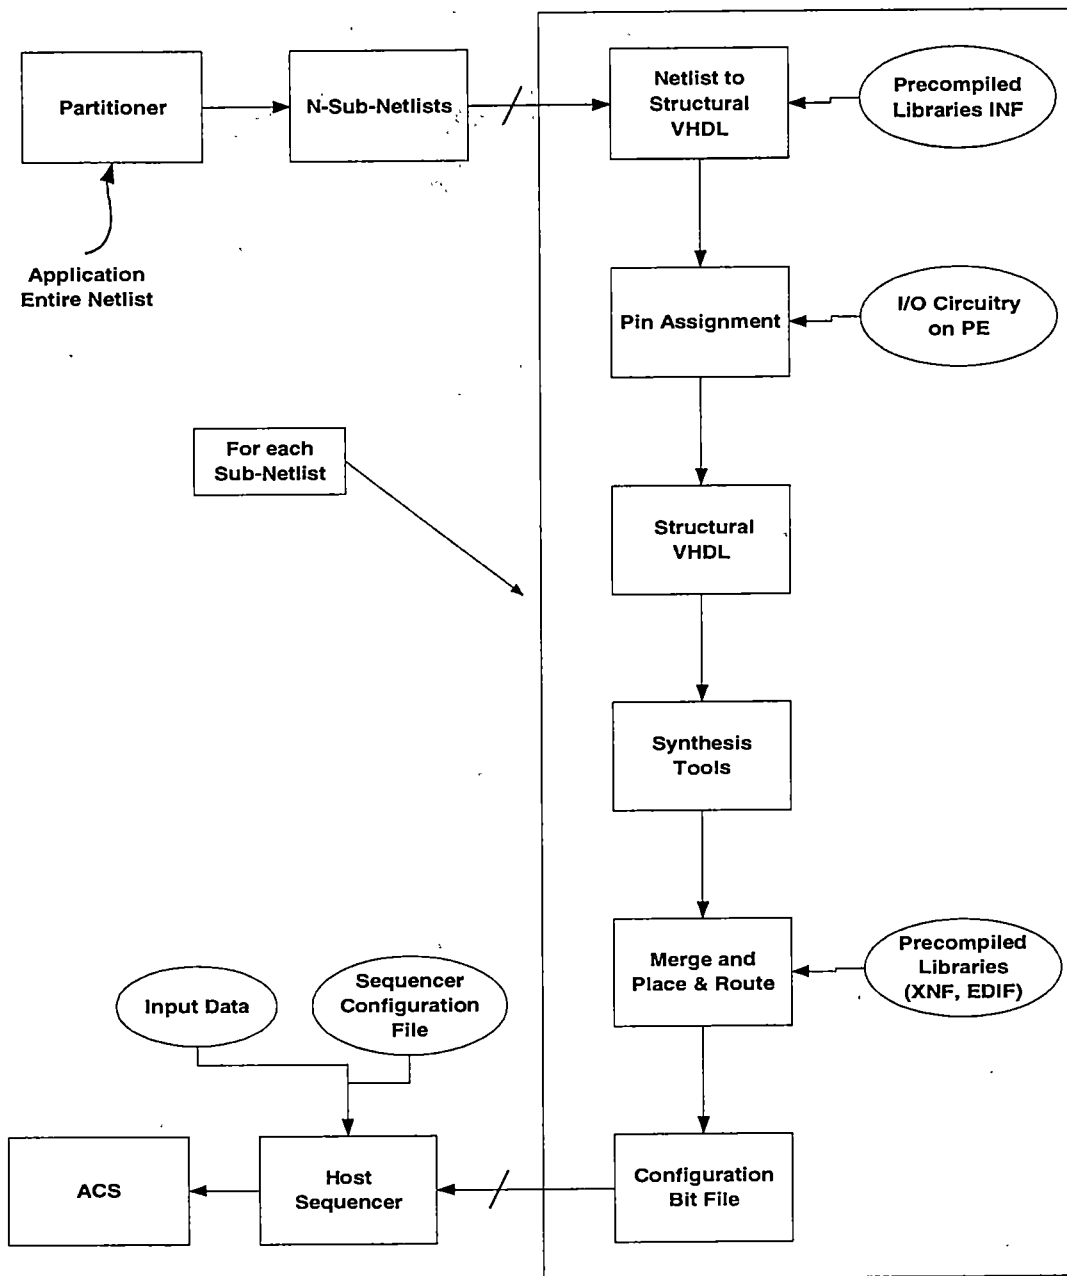 Partitioner
N-Sub-Netlists
Netlist to
Structural
VHDL
Precompiled
Libraries INF
Application
Entire Netlist
Pin Assignment
I/O Circuitry
on PE
For each
Sub-Netlist
Structural
VHDL
Synthesis
Tools
Merge and
Place & Route
Precompiled
Libraries
(XNF, EDIF)
Input Data
Sequencer
Configuration
File
ACS
Host
Sequencer
Configuration
Bit File